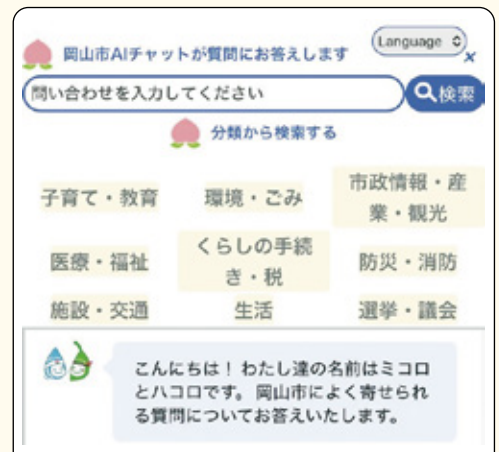 Language
岡山市AIチャットが質問にお答えします
×
問い合わせを入力してください
検索
分類から検索する
子育て・教育
環境・ごみ
市政情報・産
業・観光
医療・福祉
くらしの手続
き・税
防災・消防
施設・交通
生活
選挙・議会
こんにちは！わたし達の名前はミコロ
とハコロです。岡山市によく寄せられ
る質問についてお答えいたします。